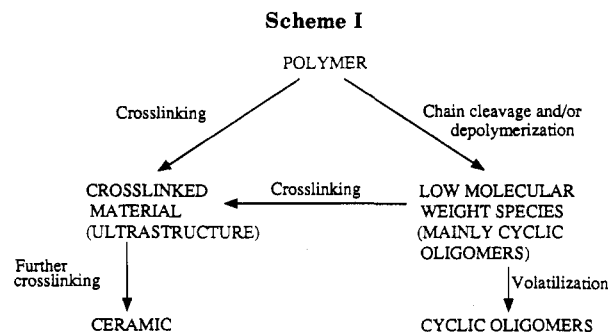 Scheme I
POLYMER
Crosslinking
Chain cleavage and/or
depolymerization
CROSSLINKED
MATERIAL
(ULTRASTRUCTURE)
Crosslinking
LOW MOLECULAR
WEIGHT SPECIES
(MAINLY CYCLIC
OLIGOMERS)
Further
crosslinking
Volatilization
CERAMIC
CYCLIC OLIGOMERS